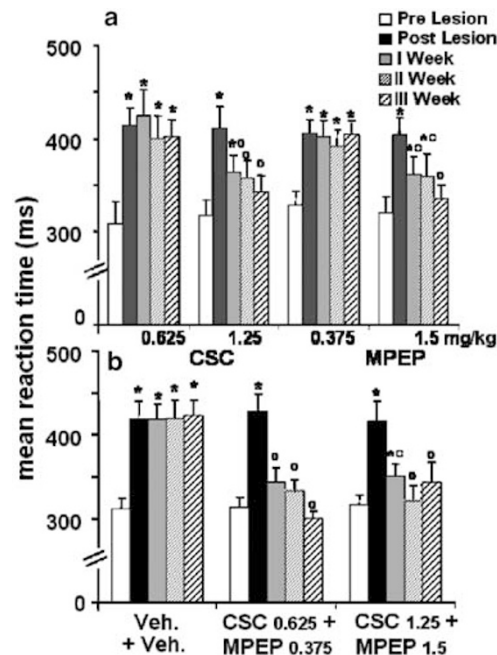 a
Pre Lesion
Post Lesion
I Week
II Week
III Week
500
400
300
0
* * * * *
* *o o o
* * * *
* *o *o o
0.625 1.25 0.375 1.5 mg/kg
CSC MPEP
mean reaction time (ms)
b
500
400
300
0
* * * *
* o o o
* *o o o
Veh. CSC 0.625 + CSC 1.25 +
+ Veh. MPEP 0.375 MPEP 1.5